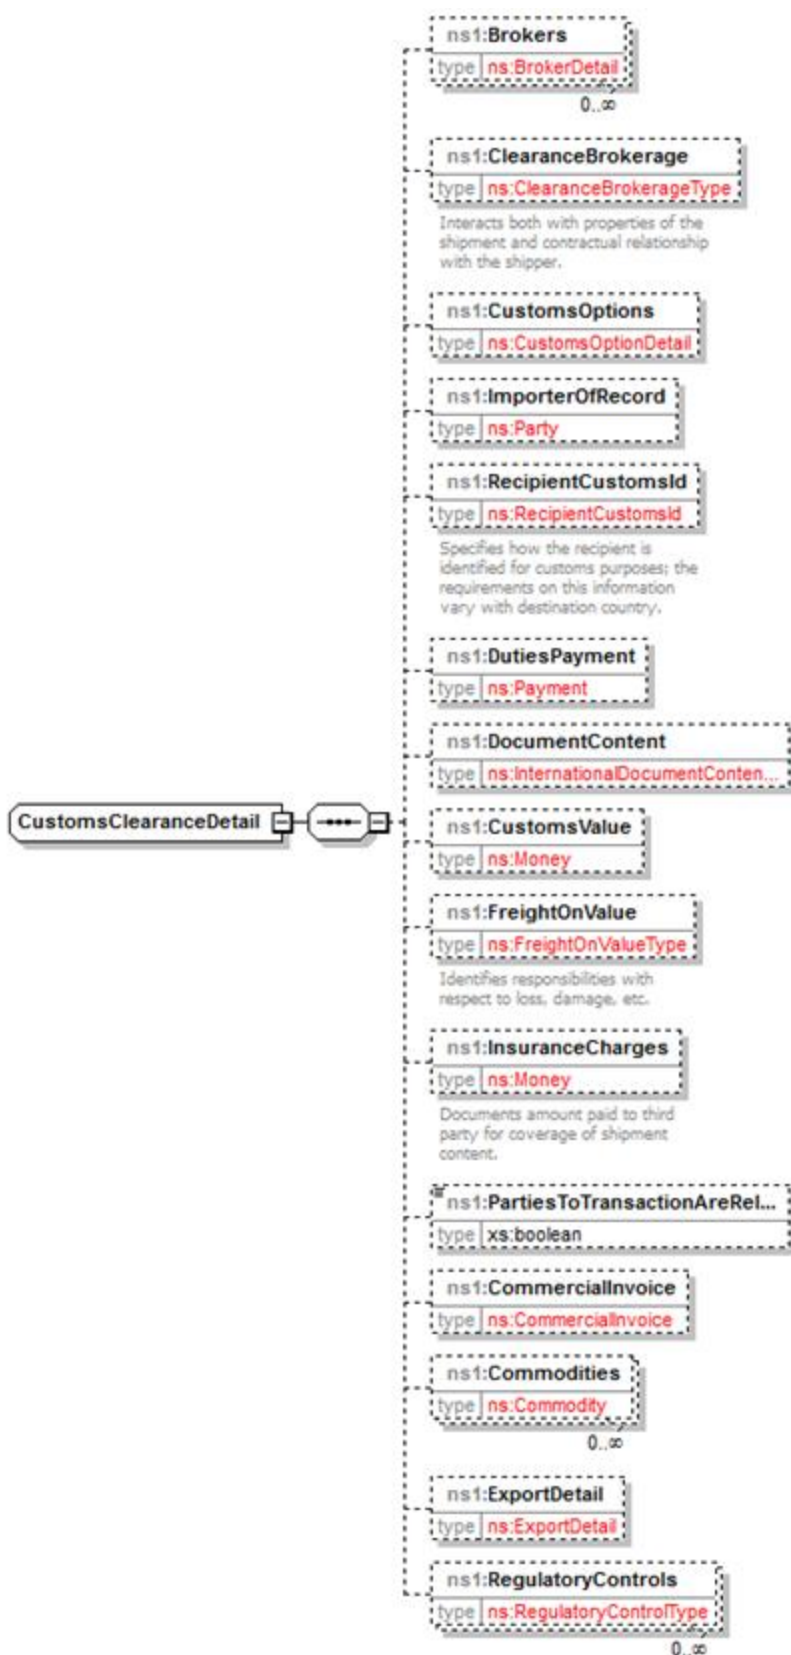 ns1:Brokers
type ns:BrokerDetail
0..∞
ns1:ClearanceBrokerage
type ns:ClearanceBrokerageType
Interacts both with properties of the
shipment and contractual relationship
with the shipper.
ns1:CustomsOptions
type ns:CustomsOptionDetail
ns1:ImporterOfRecord
type ns:Party
ns1:RecipientCustomsId
type ns:RecipientCustomsId
Specifies how the recipient is
identified for customs purposes; the
requirements on this information
vary with destination country.
ns1:DutiesPayment
type ns:Payment
ns1:DocumentContent
type ns:InternationalDocumentConten...
CustomsClearanceDetail
ns1:CustomsValue
type ns:Money
ns1:FreightOnValue
type ns:FreightOnValueType
Identifies responsibilities with
respect to loss, damage, etc.
ns1:InsuranceCharges
type ns:Money
Documents amount paid to third
party for coverage of shipment
content.
ns1:PartiesToTransactionAreRel...
type xs:boolean
ns1:CommercialInvoice
type ns:CommercialInvoice
ns1:Commodities
type ns:Commodity
0..∞
ns1:ExportDetail
type ns:ExportDetail
ns1:RegulatoryControls
type ns:RegulatoryControlType
0..∞